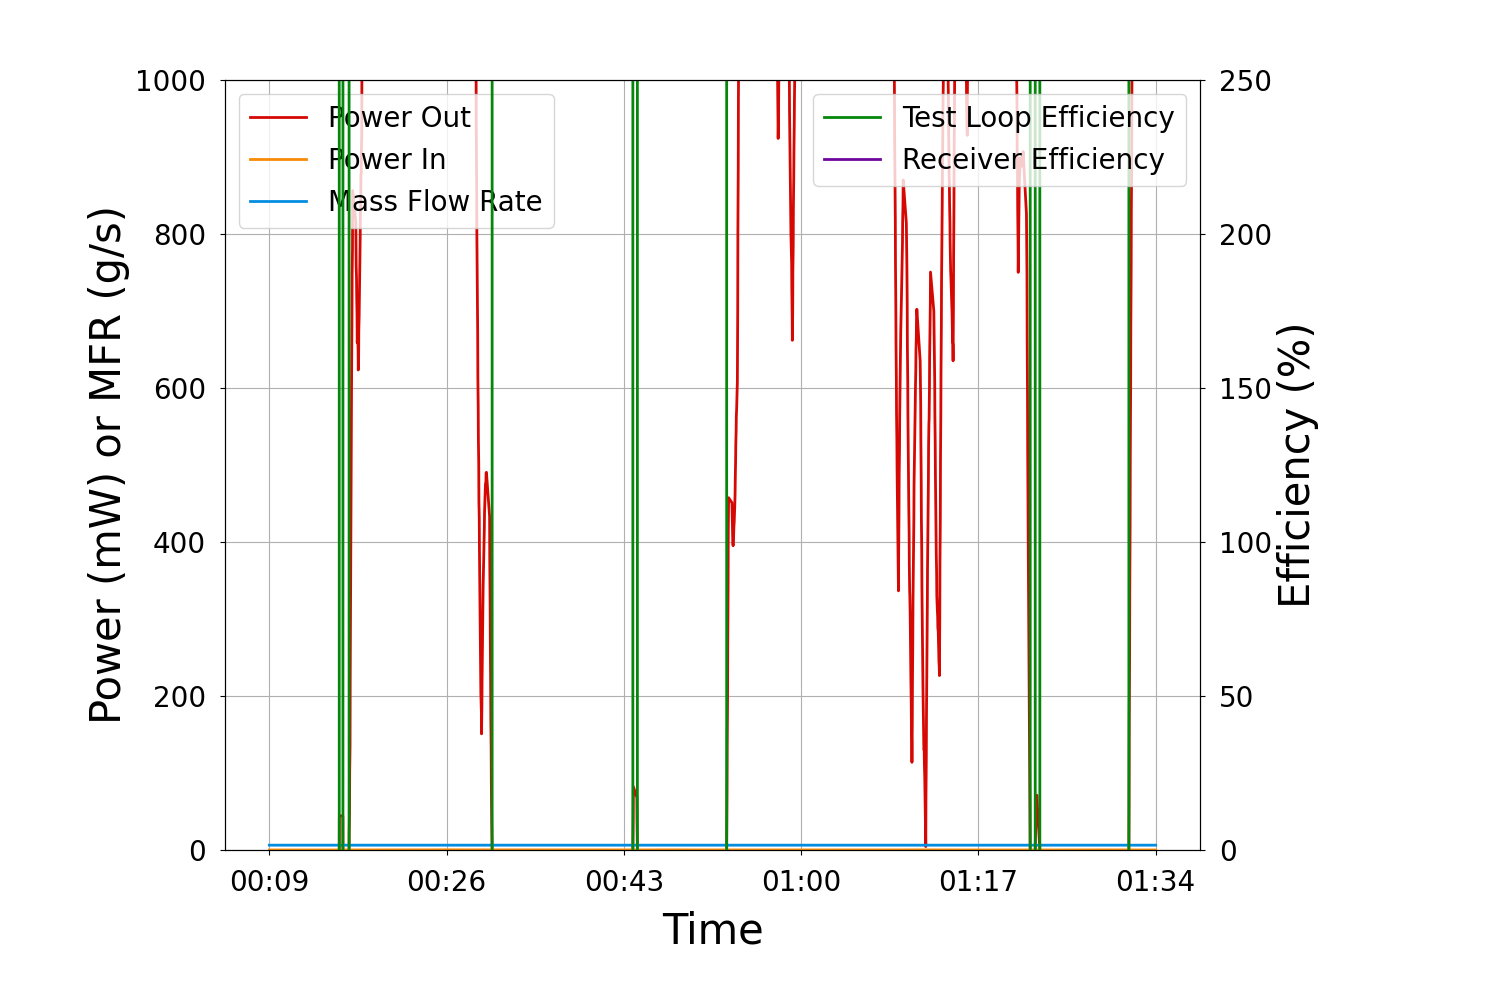 1000
800
600
400
200
0
Power (mW) or MFR (g/s)
Power Out
Power In
Mass Flow Rate
Test Loop Efficiency
Receiver Efficiency
250
200
150
100
50
0
Efficiency (%)
00:09 00:26 00:43 01:00 01:17 01:34
Time